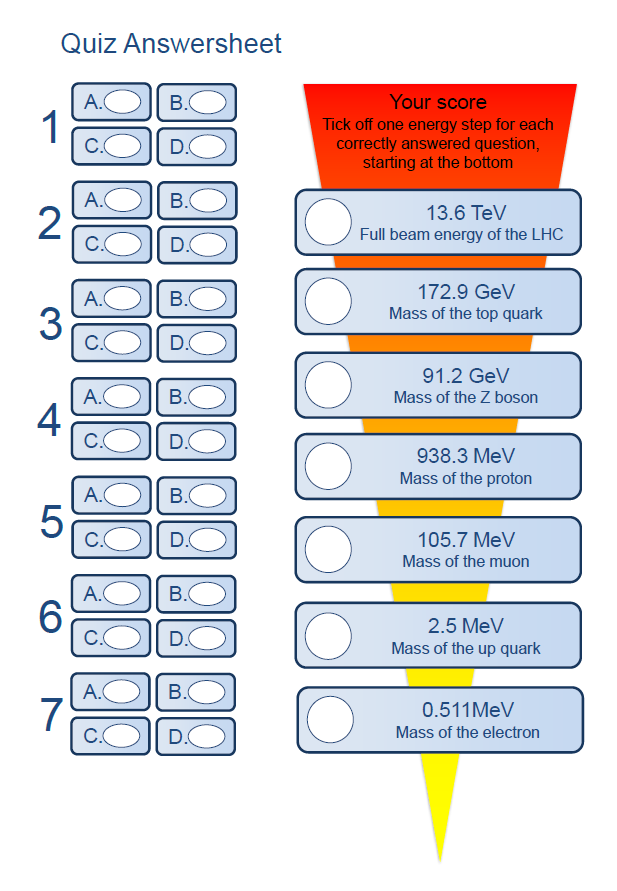 Quiz Answersheet
1
A.
B.
C.
D.
2
A.
B.
C.
D.
3
A.
B.
C.
D.
4
A.
B.
C.
D.
5
A.
B.
C.
D.
6
A.
B.
C.
D.
7
A.
B.
C.
D.
Your score
Tick off one energy step for each
correctly answered question,
starting at the bottom
13.6 TeV
Full beam energy of the LHC
172.9 GeV
Mass of the top quark
91.2 GeV
Mass of the Z boson
938.3 MeV
Mass of the proton
105.7 MeV
Mass of the muon
2.5 MeV
Mass of the up quark
0.511MeV
Mass of the electron